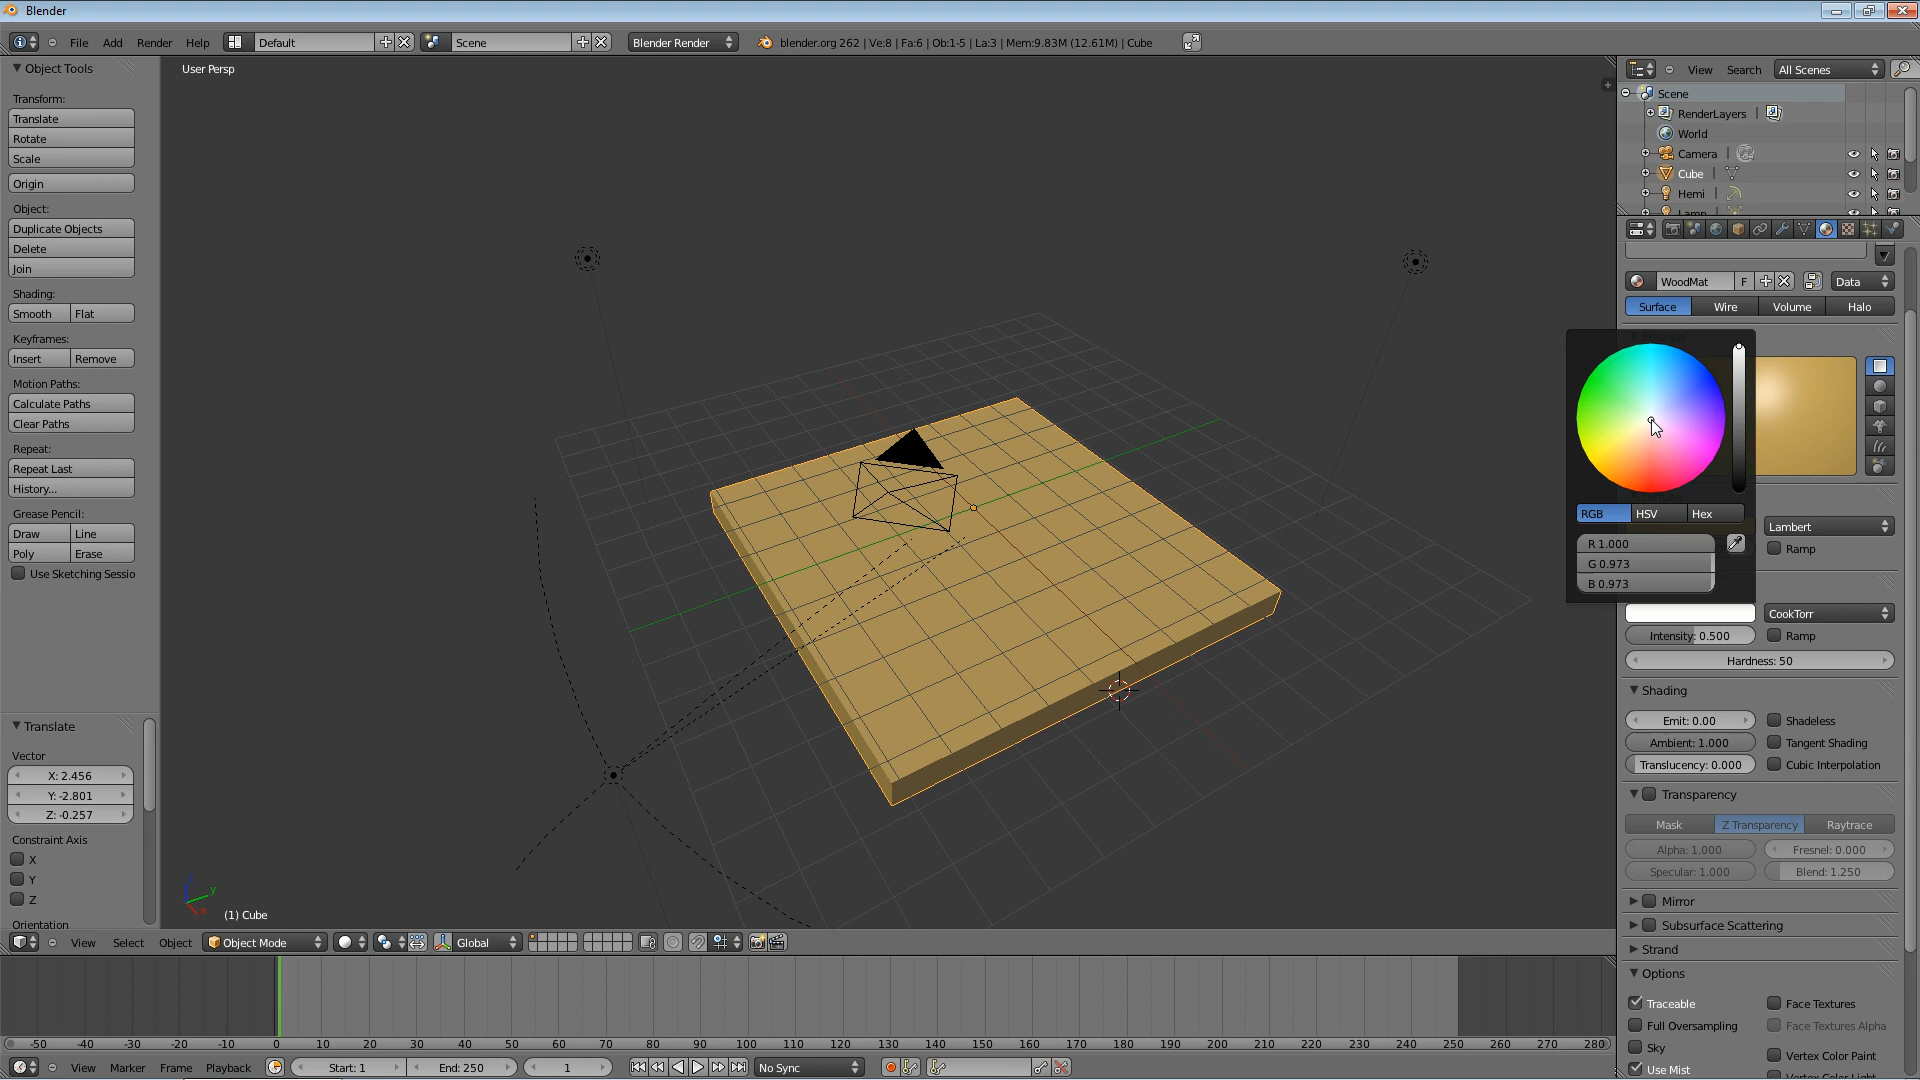 Blender
File Add Render Help Default Scene Blender Render blender.org 262 | Ve:8 | Fa:6 | Ob:1-5 | La:3 | Mem:9.83M (12.61M) | Cube
Object Tools
Transform:
Translate
Rotate
Scale
Origin
Object:
Duplicate Objects
Delete
Join
Shading:
Smooth Flat
Keyframes:
Insert Remove
Motion Paths:
Calculate Paths
Clear Paths
Repeat:
Repeat Last
History...
Grease Pencil:
Draw Line
Poly Erase
Use Sketching Sessio
Translate
Vector
X: 2.456
Y: -2.801
Z: -0.257
Constraint Axis
X
Y
Z
Orientation
User Persp
y
x
(1) Cube
View Select Object Object Mode Global
-50 -40 -30 -20 -10 0 10 20 30 40 50 60 70 80 90 100 110 120 130 140 150 160 170 180 190 200 210 220 230 240 250 260 270 280
View Marker Frame Playback Start: 1 End: 250 1 No Sync
View Search All Scenes
Scene
RenderLayers |
World
Camera |
Cube |
Hemi |
Lamp
WoodMat F Data
Surface Wire Volume Halo
RGB HSV Hex
R 1.000
G 0.973
B 0.973
Lambert
Ramp
CookTorr
Intensity: 0.500 Ramp
Hardness: 50
Shading
Emit: 0.00 Shadeless
Ambient: 1.000 Tangent Shading
Translucency: 0.000 Cubic Interpolation
Transparency
Mask Z Transparency Raytrace
Alpha: 1.000 Fresnel: 0.000
Specular: 1.000 Blend: 1.250
Mirror
Subsurface Scattering
Strand
Options
Traceable Face Textures
Full Oversampling Face Textures Alpha
Sky
Vertex Color Paint
Use Mist